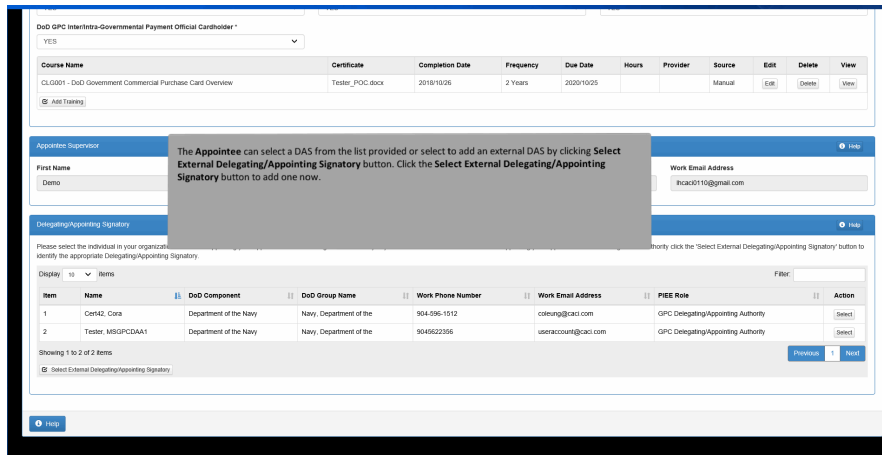 DoD GPC Inter/Intra-Governmental Payment Official Cardholder *
YES
Course Name Certificate Completion Date Frequency Due Date Hours Provider Source Edit Delete View
CLG001 - DoD Government Commercial Purchase Card Overview Tester_POC.docx 2018/10/26 2 Years 2020/10/25 Manual Edit Delete View
Add Training
Appointee Supervisor Help
The Appointee can select a DAS from the list provided or select to add an external DAS by clicking Select
External Delegating/Appointing Signatory button. Click the Select External Delegating/Appointing
Signatory button to add one now.
First Name Work Email Address
Demo lhcaci0110@gmail.com
Delegating/Appointing Signatory Help
Please select the individual in your click the 'Select External Delegating/Appointing Signatory' button to
identify the appropriate Delegating/Appointing Signatory.
Display 10 items Filter:
Item Name DoD Component DoD Group Name Work Phone Number Work Email Address PIEE Role Action
1 Cert42, Cora Department of the Navy Navy, Department of the 904-596-1512 coleung@caci.com GPC Delegating/Appointing Authority Select
2 Tester, MSGPCDAA1 Department of the Navy Navy, Department of the 9045622356 useraccount@caci.com GPC Delegating/Appointing Authority Select
Showing 1 to 2 of 2 items Previous 1 Next
Select External Delegating/Appointing Signatory
Help